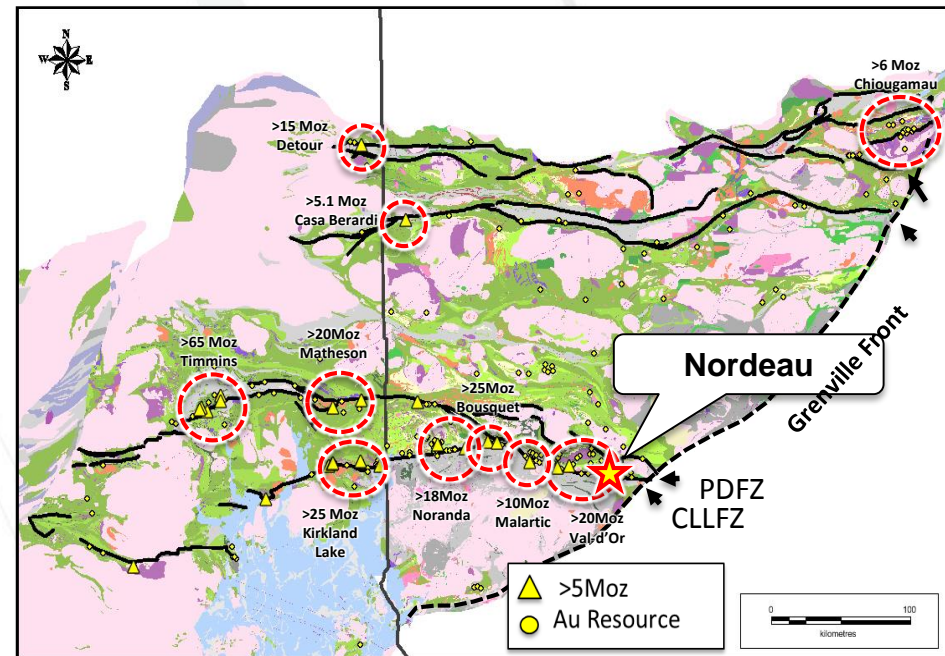 N
W E
S
>6 Moz
Chiougamau
>15 Moz
Detour
>5.1 Moz
Casa Berardi
>65 Moz
Timmins
>20Moz
Matheson
>25Moz
Bousquet
Nordeau
Grenville Front
>25 Moz
Kirkland
Lake
>18Moz
Noranda
>10Moz
Malartic
>20Moz
Val-d’Or
PDFZ
CLLFZ
>5Moz
Au Resource
0 100
kilometres